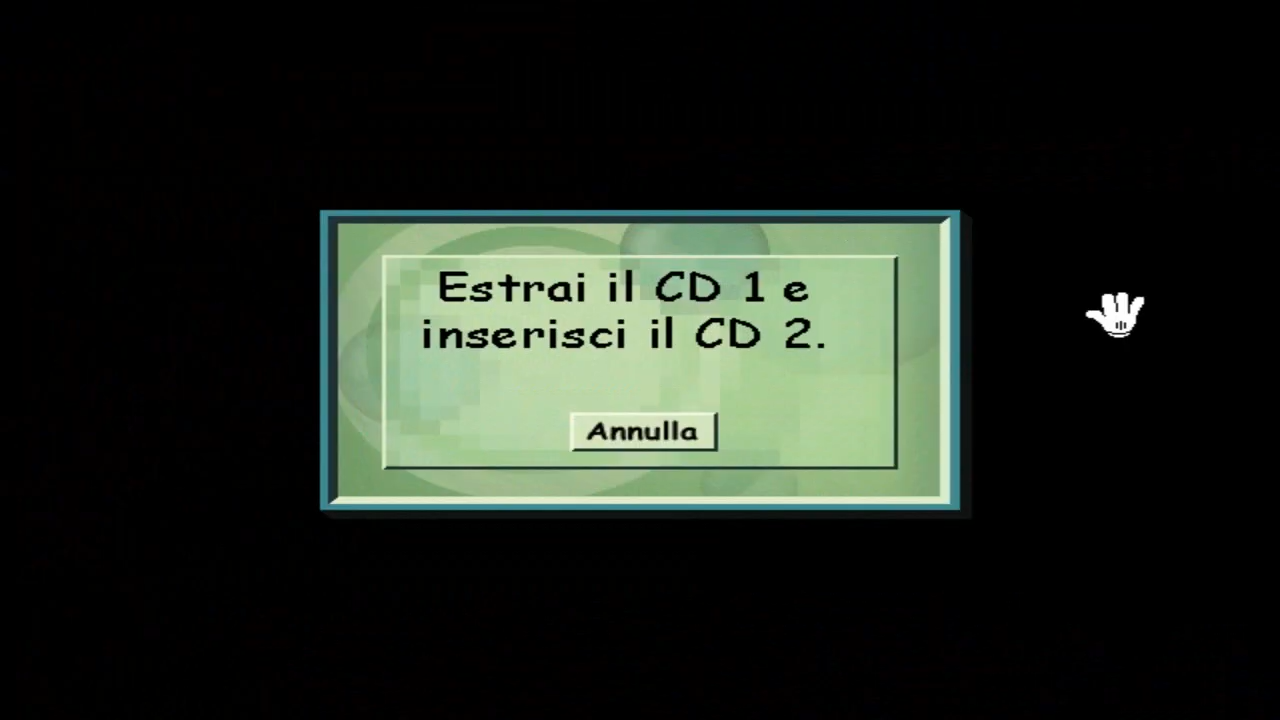 Estrai il CD 1 e
inserisci il CD 2.
Annulla